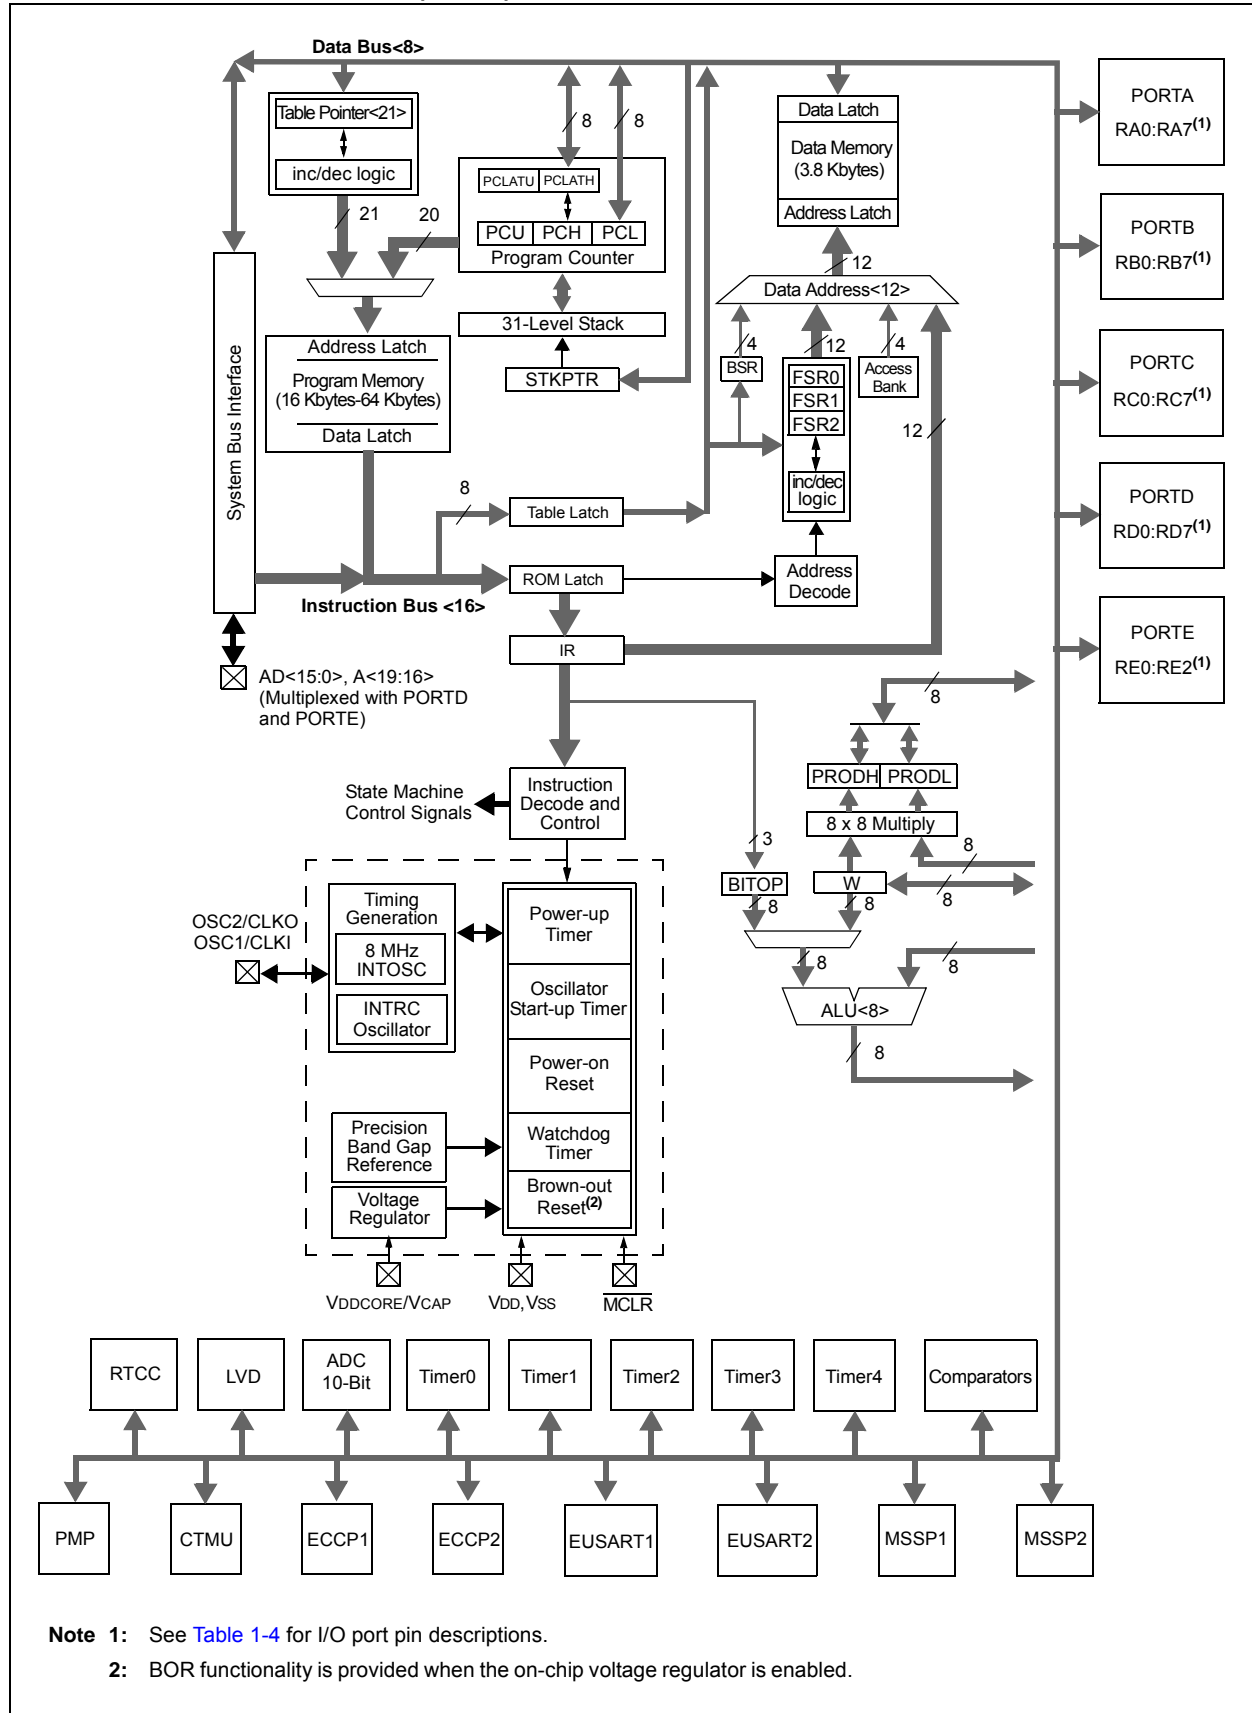 Data Bus<8>
Table Pointer<21>
inc/dec logic
21
20
8
8
PCLATU PCLATH
PCU PCH PCL
Program Counter
31-Level Stack
STKPTR
Data Latch
Data Memory
(3.8 Kbytes)
Address Latch
12
Data Address<12>
4
12
4
BSR
FSR0
FSR1
FSR2
Access
Bank
inc/dec
logic
12
PORTA
RA0:RA7(1)
PORTB
RB0:RB7(1)
PORTC
RC0:RC7(1)
PORTD
RD0:RD7(1)
PORTE
RE0:RE2(1)
System Bus Interface
Address Latch
Program Memory
(16 Kbytes-64 Kbytes)
Data Latch
8
Table Latch
ROM Latch
Instruction Bus <16>
Address
Decode
IR
AD<15:0>, A<19:16>
(Multiplexed with PORTD
and PORTE)
8
PRODH PRODL
8 x 8 Multiply
State Machine
Control Signals
Instruction
Decode and
Control
3
8
BITOP
W
8
8
8
8
8
ALU<8>
8
OSC2/CLKO
OSC1/CLKI
Timing
Generation
8 MHz
INTOSC
INTRC
Oscillator
Power-up
Timer
Oscillator
Start-up Timer
Power-on
Reset
Precision
Band Gap
Reference
Watchdog
Timer
Voltage
Regulator
Brown-out
Reset(2)
VDDCORE/VCAP
VDD,VSS
MCLR
RTCC
LVD
ADC
10-Bit
Timer0
Timer1
Timer2
Timer3
Timer4
Comparators
PMP
CTMU
ECCP1
ECCP2
EUSART1
EUSART2
MSSP1
MSSP2
Note 1: See Table 1-4 for I/O port pin descriptions.
2: BOR functionality is provided when the on-chip voltage regulator is enabled.